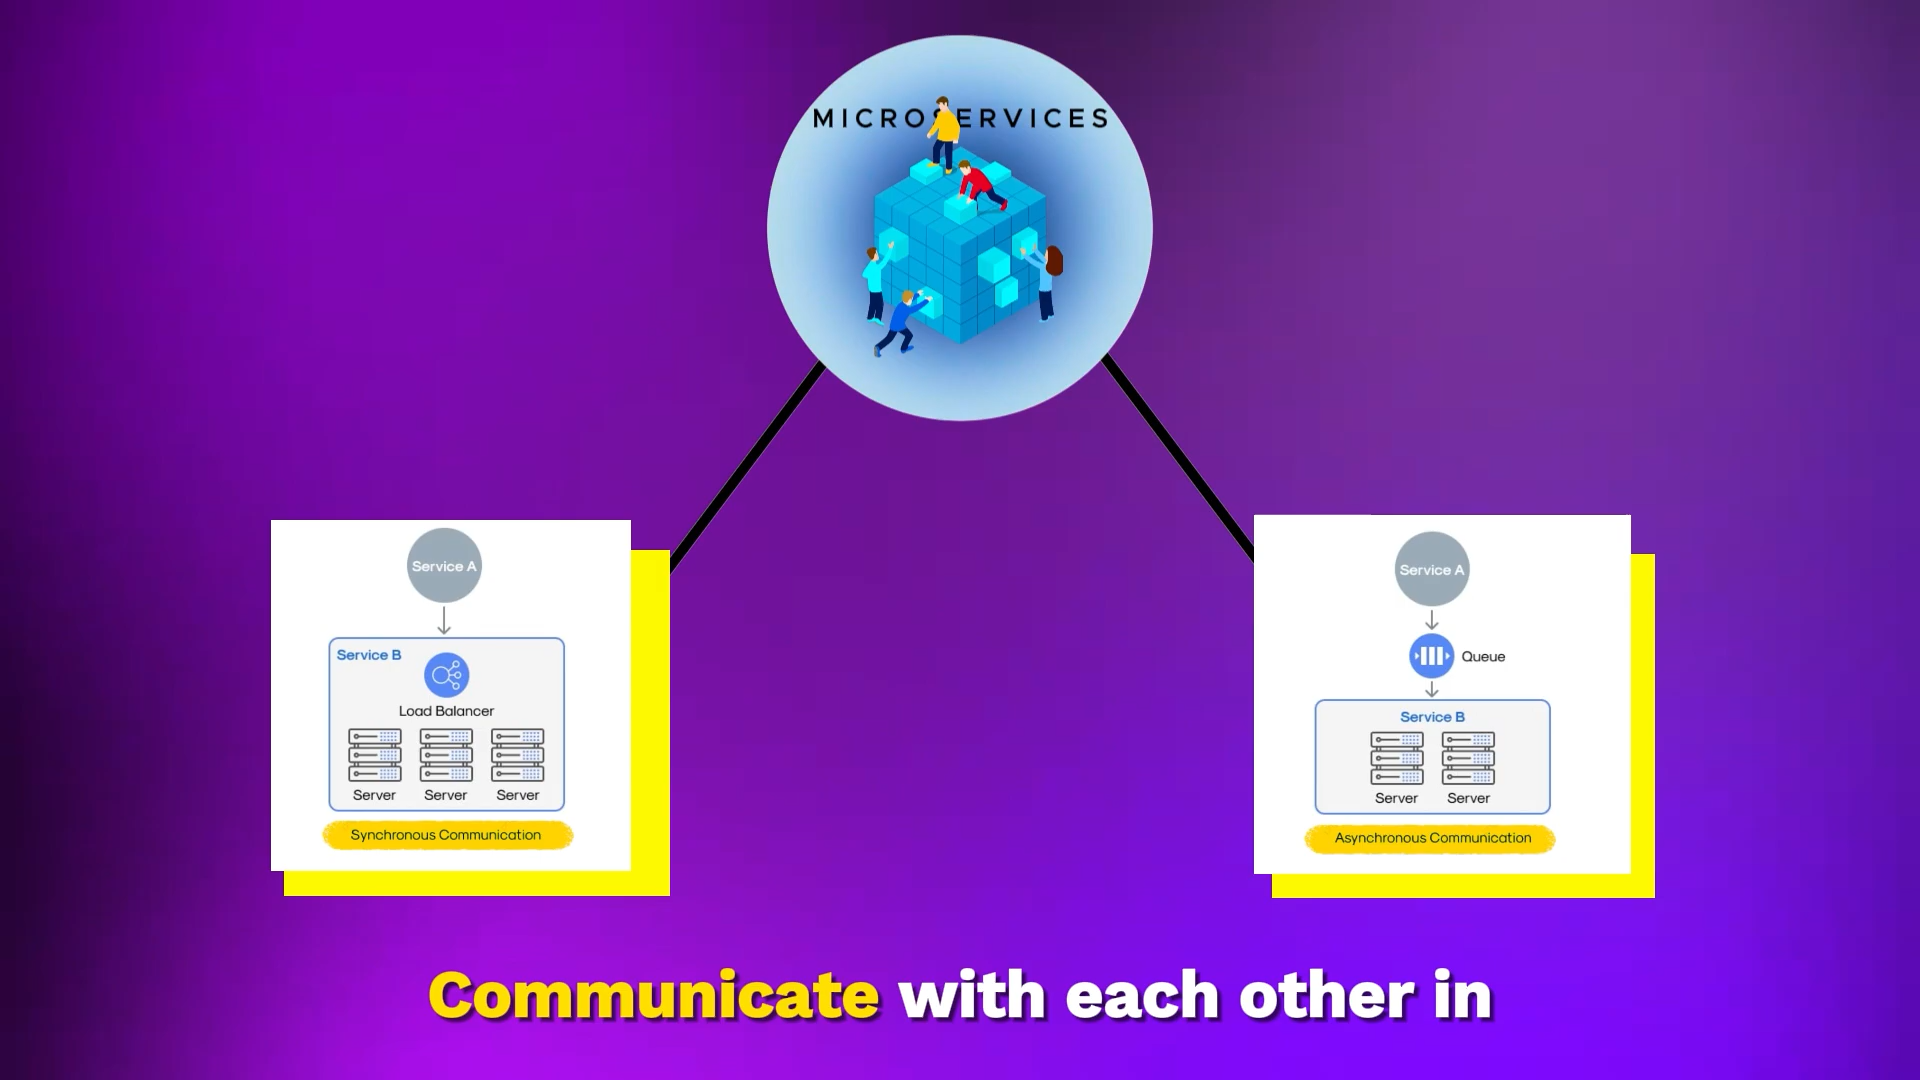 MICROSERVICES
Service A
Service B
Load Balancer
Server Server Server
Synchronous Communication
Service A
Queue
Service B
Server Server
Asynchronous Communication
Communicate with each other in